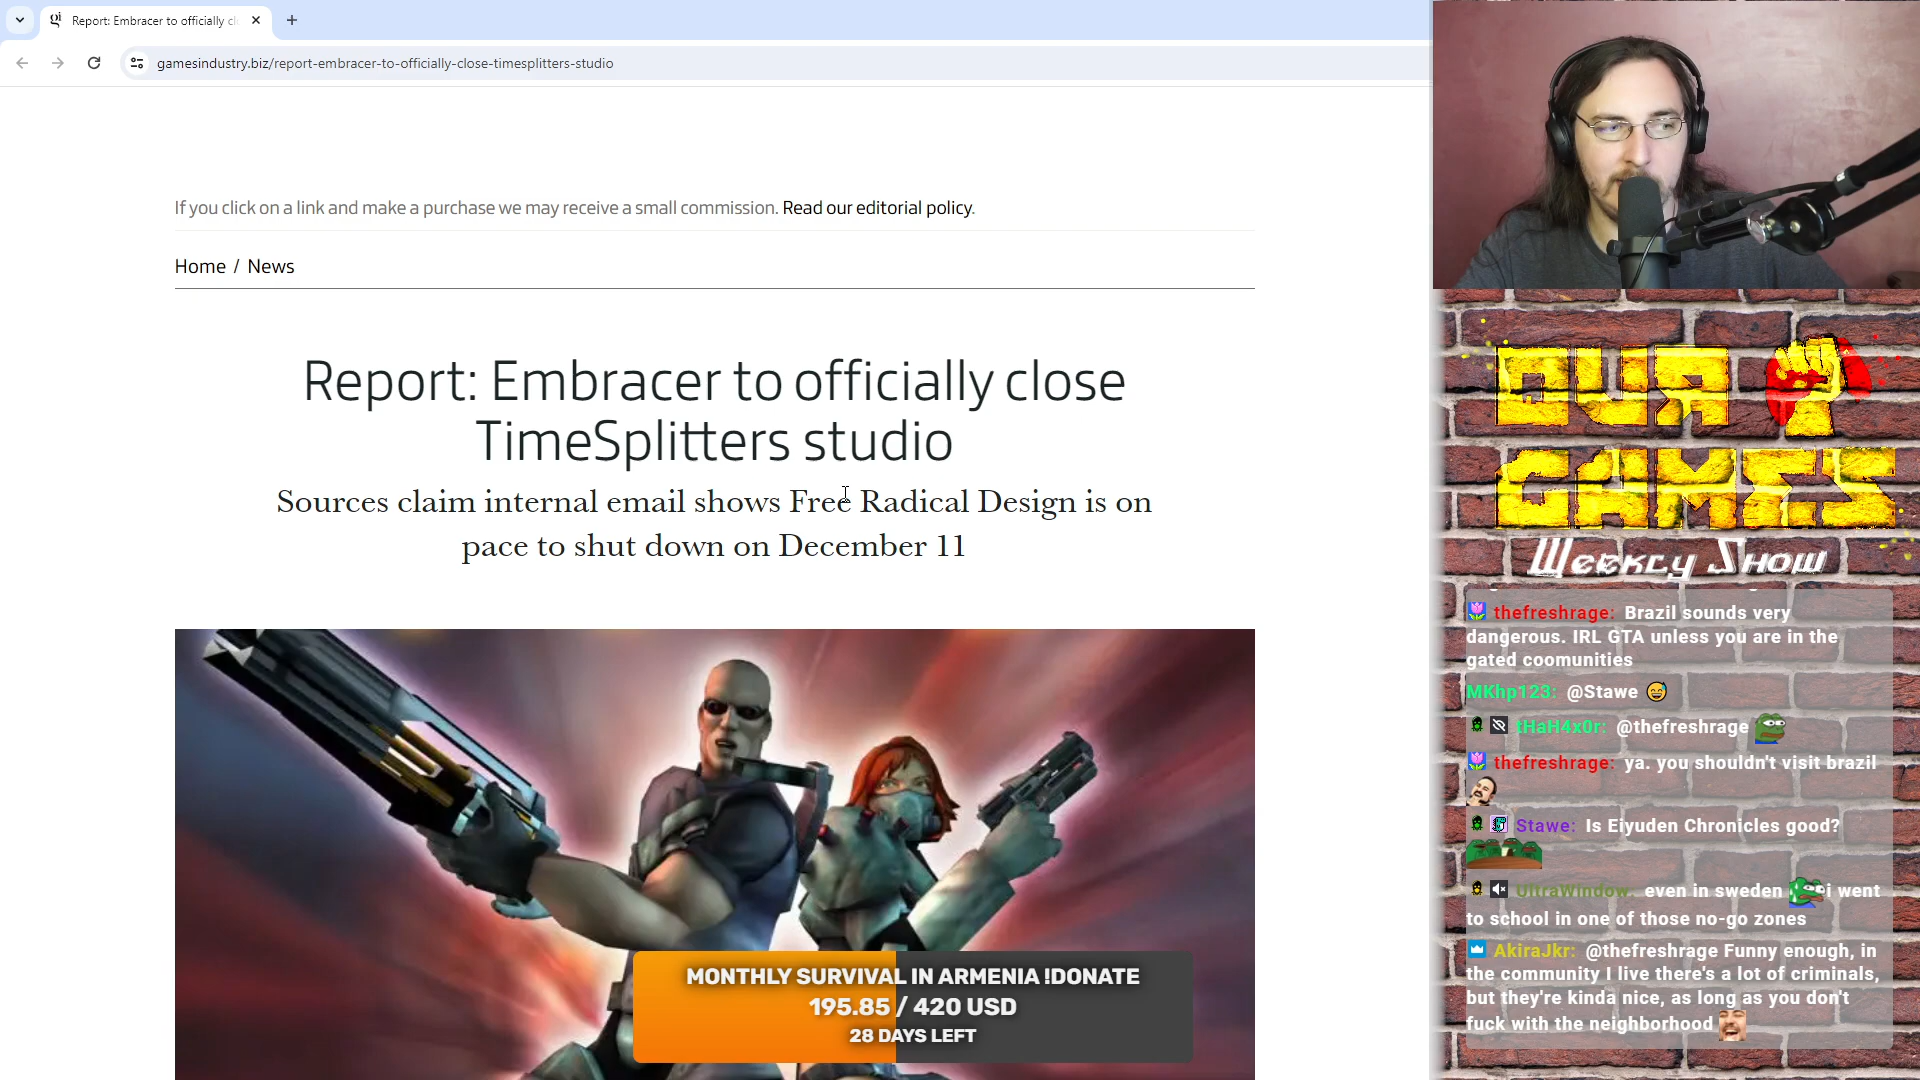 Report: Embracer to officially cl
gamesindustry.biz/report-embracer-to-officially-close-timesplitters-studio
If you click on a link and make a purchase we may receive a small commission. Read our editorial policy.
Home / News
Report: Embracer to officially close
TimeSplitters studio
Sources claim internal email shows Free Radical Design is on
pace to shut down on December 11
MONTHLY SURVIVAL IN ARMENIA !DONATE
195.85 / 420 USD
28 DAYS LEFT
OUR
GAMES
Weekly Show
thefreshrage: Brazil sounds very
dangerous. IRL GTA unless you are in the
gated coomunities
MKhp123: @Stawe
tHaH4x0r: @thefreshrage
thefreshrage: ya. you shouldn't visit brazil
Stawe: Is Eiyuden Chronicles good?
UltraWindow: even in sweden i went
to school in one of those no-go zones
AkiraJkr: @thefreshrage Funny enough, in
the community I live there's a lot of criminals,
but they're kinda nice, as long as you don't
fuck with the neighborhood